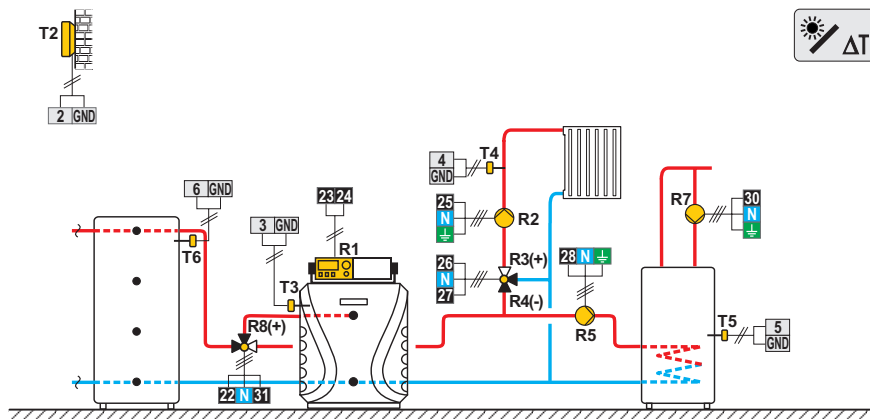 T2
ΔT
2 GND
4 T4
GND
6 GND
23 24
R7
30
N
25
N
R2
3 GND
T6
R1
26
N
27
R3(+)
R4(-)
28 N
T3
R8(+)
R5
T5
5
GND
22 N 31